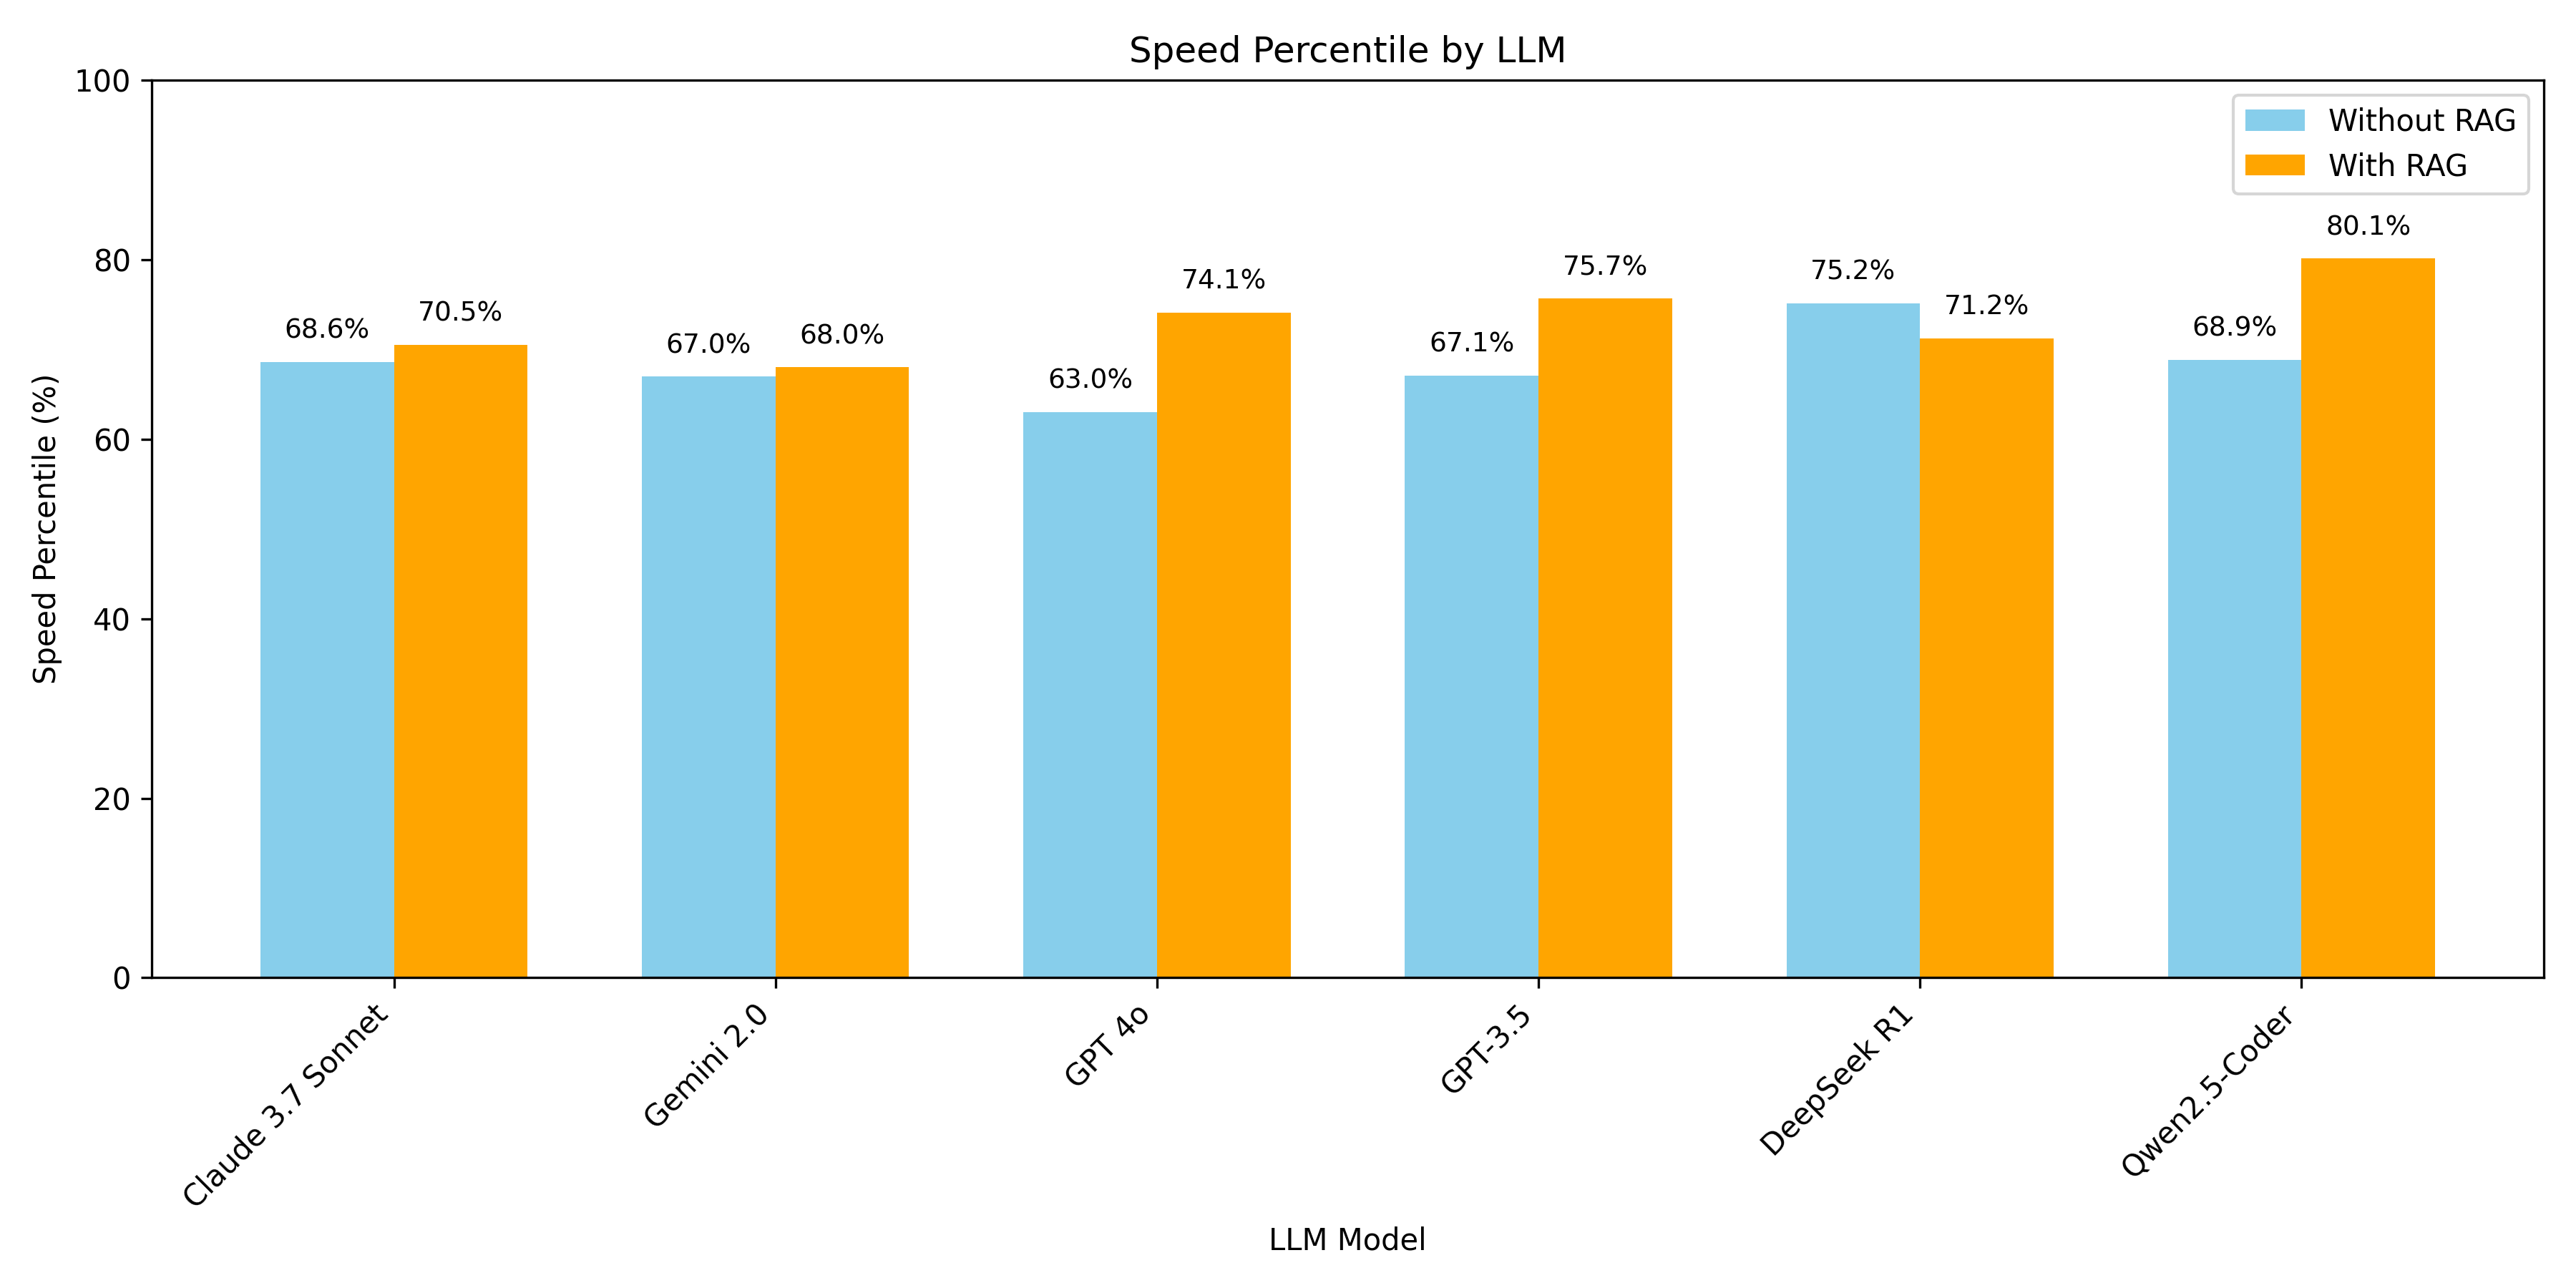 Speed Percentile by LLM
Speed Percentile (%)
100
80
60
40
20
0
Without RAG
With RAG
68.6%
70.5%
67.0%
68.0%
63.0%
74.1%
67.1%
75.7%
75.2%
71.2%
68.9%
80.1%
Claude 3.7 Sonnet
Gemini 2.0
GPT 4o
GPT-3.5
DeepSeek R1
Qwen2.5-Coder
LLM Model